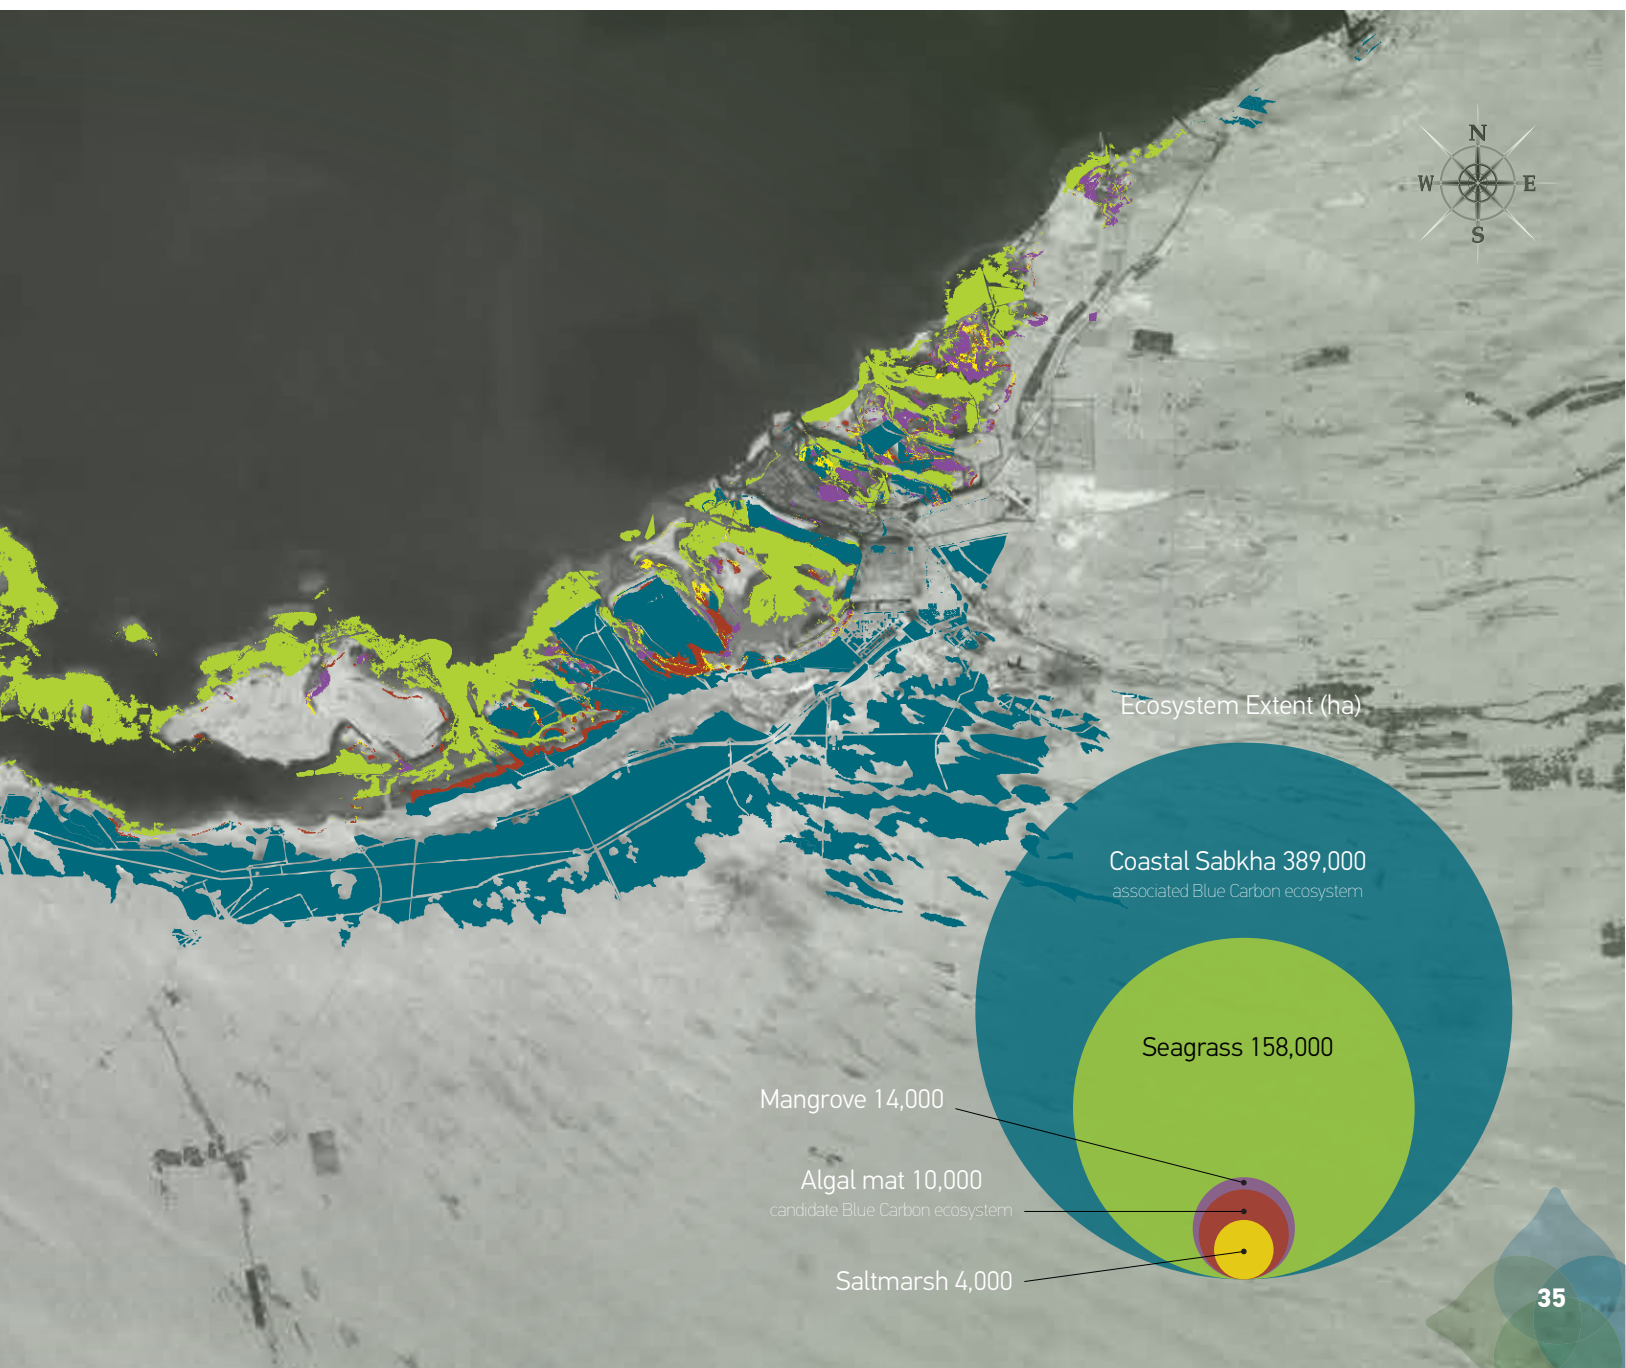 N
W E
S
Ecosystem Extent (ha)
Coastal Sabkha 389,000
associated Blue Carbon ecosystem
Seagrass 158,000
Mangrove 14,000
Algal mat 10,000
candidate Blue Carbon ecosystem
Saltmarsh 4,000
35